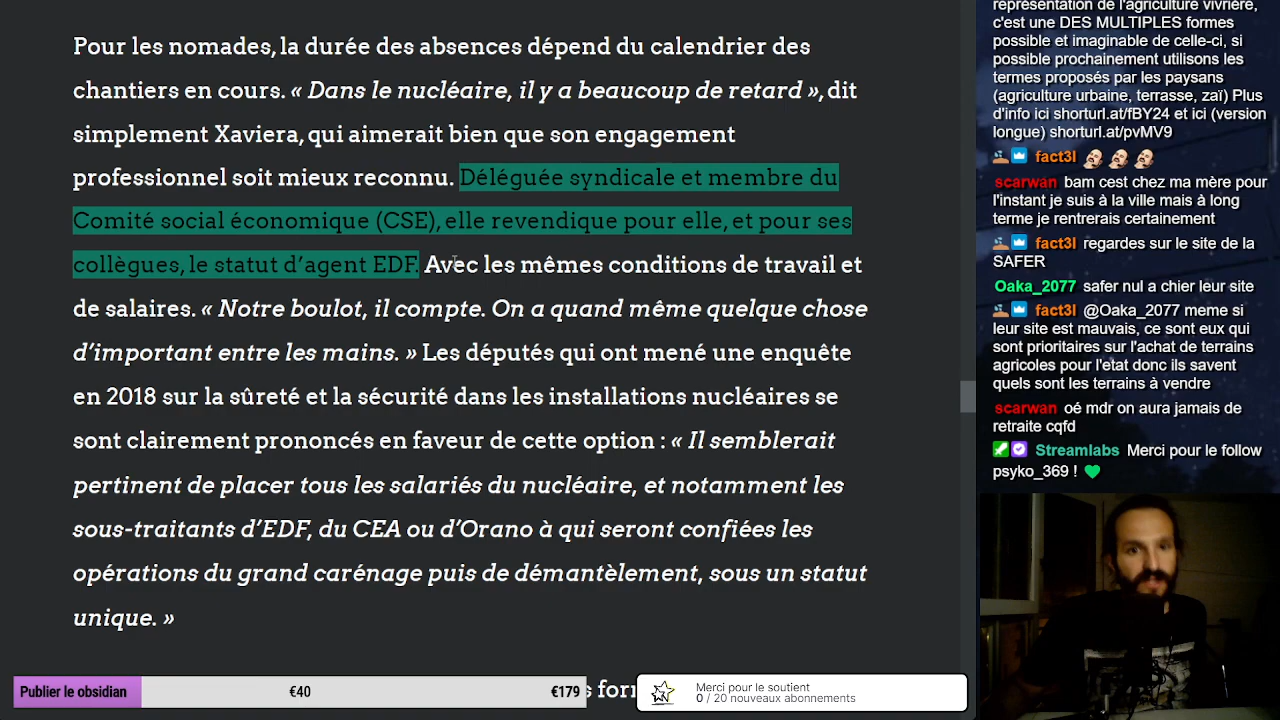 Pour les nomades, la durée des absences dépend du calendrier des
chantiers en cours. « Dans le nucléaire, il y a beaucoup de retard », dit
simplement Xaviera, qui aimerait bien que son engagement
professionnel soit mieux reconnu. Déléguée syndicale et membre du
Comité social économique (CSE), elle revendique pour elle, et pour ses
collègues, le statut d’agent EDF. Avec les mêmes conditions de travail et
de salaires. « Notre boulot, il compte. On a quand même quelque chose
d’important entre les mains. » Les députés qui ont mené une enquête
en 2018 sur la sûreté et la sécurité dans les installations nucléaires se
sont clairement prononcés en faveur de cette option : « Il semblerait
pertinent de placer tous les salariés du nucléaire, et notamment les
sous-traitants d’EDF, du CEA ou d’Orano à qui seront confiées les
opérations du grand carénage puis de démantèlement, sous un statut
unique. »
Publier le obsidian €40 €179
Merci pour le soutient
0 / 20 nouveaux abonnements
représentation de l'agriculture vivrière,
c'est une DES MULTIPLES formes
possible et imaginable de celle-ci, si
possible prochainement utilisons les
termes proposés par les paysans
(agriculture urbaine, terrasse, zaï) Plus
d'info ici shorturl.at/fBY24 et ici (version
longue) shorturl.at/pvMV9
fact3l
scarwan bam cest chez ma mère pour
l'instant je suis à la ville mais à long
terme je rentrerais certainement
fact3l regardes sur le site de la
SAFER
Oaka_2077 safer nul a chier leur site
fact3l @Oaka_2077 meme si
leur site est mauvais, ce sont eux qui
sont prioritaires sur l'achat de terrains
agricoles pour l'etat donc ils savent
quels sont les terrains à vendre
scarwan oé mdr on aura jamais de
retraite cqfd
Streamlabs Merci pour le follow
psyko_369 !